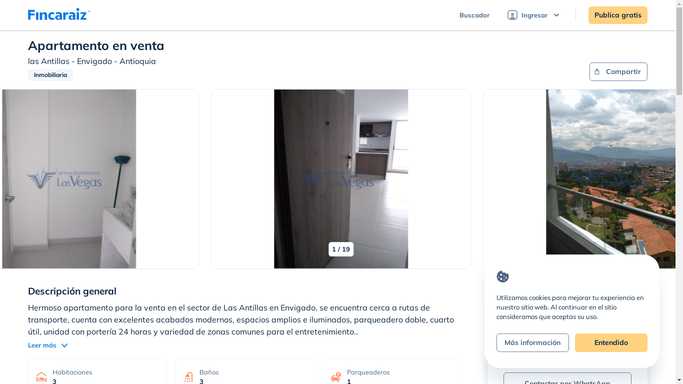 Fincaraiz
Buscador
Ingresar
Publica gratis
Apartamento en venta
las Antillas - Envigado - Antioquia
Inmobiliaria
Compartir
Las Vegas
Las Vegas
1 / 19
Descripción general
Hermoso apartamento para la venta en el sector de Las Antillas en Envigado, se encuentra cerca a rutas de
transporte, cuenta con excelentes acabados modernos, espacios amplios e iluminados, parqueadero doble, cuarto
útil, unidad con portería 24 horas y variedad de zonas comunes para el entretenimiento..
Leer más
Habitaciones
3
Baños
3
Parqueaderos
1
Utilizamos cookies para mejorar tu experiencia en
nuestro sitio web. Al continuar en el sitio
consideramos que aceptas su uso.
Más información
Entendido
Contactar por WhatsApp